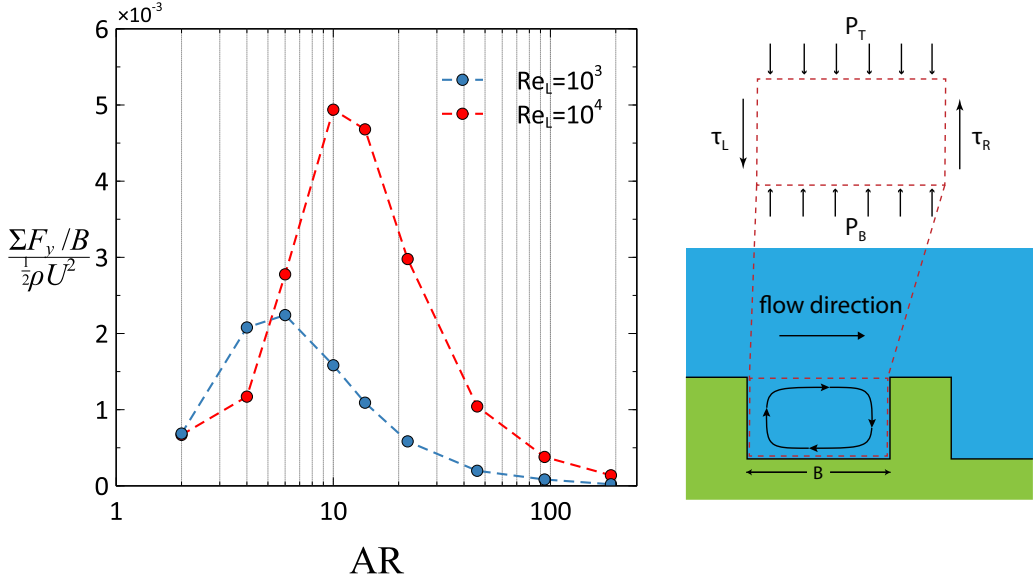 ×10⁻³
6
5
4
3
2
1
0
1
10
100
AR
ΣF_y /B
½ρU²
Re_L=10³
Re_L=10⁴
P_T
τ_L
τ_R
P_B
flow direction
B